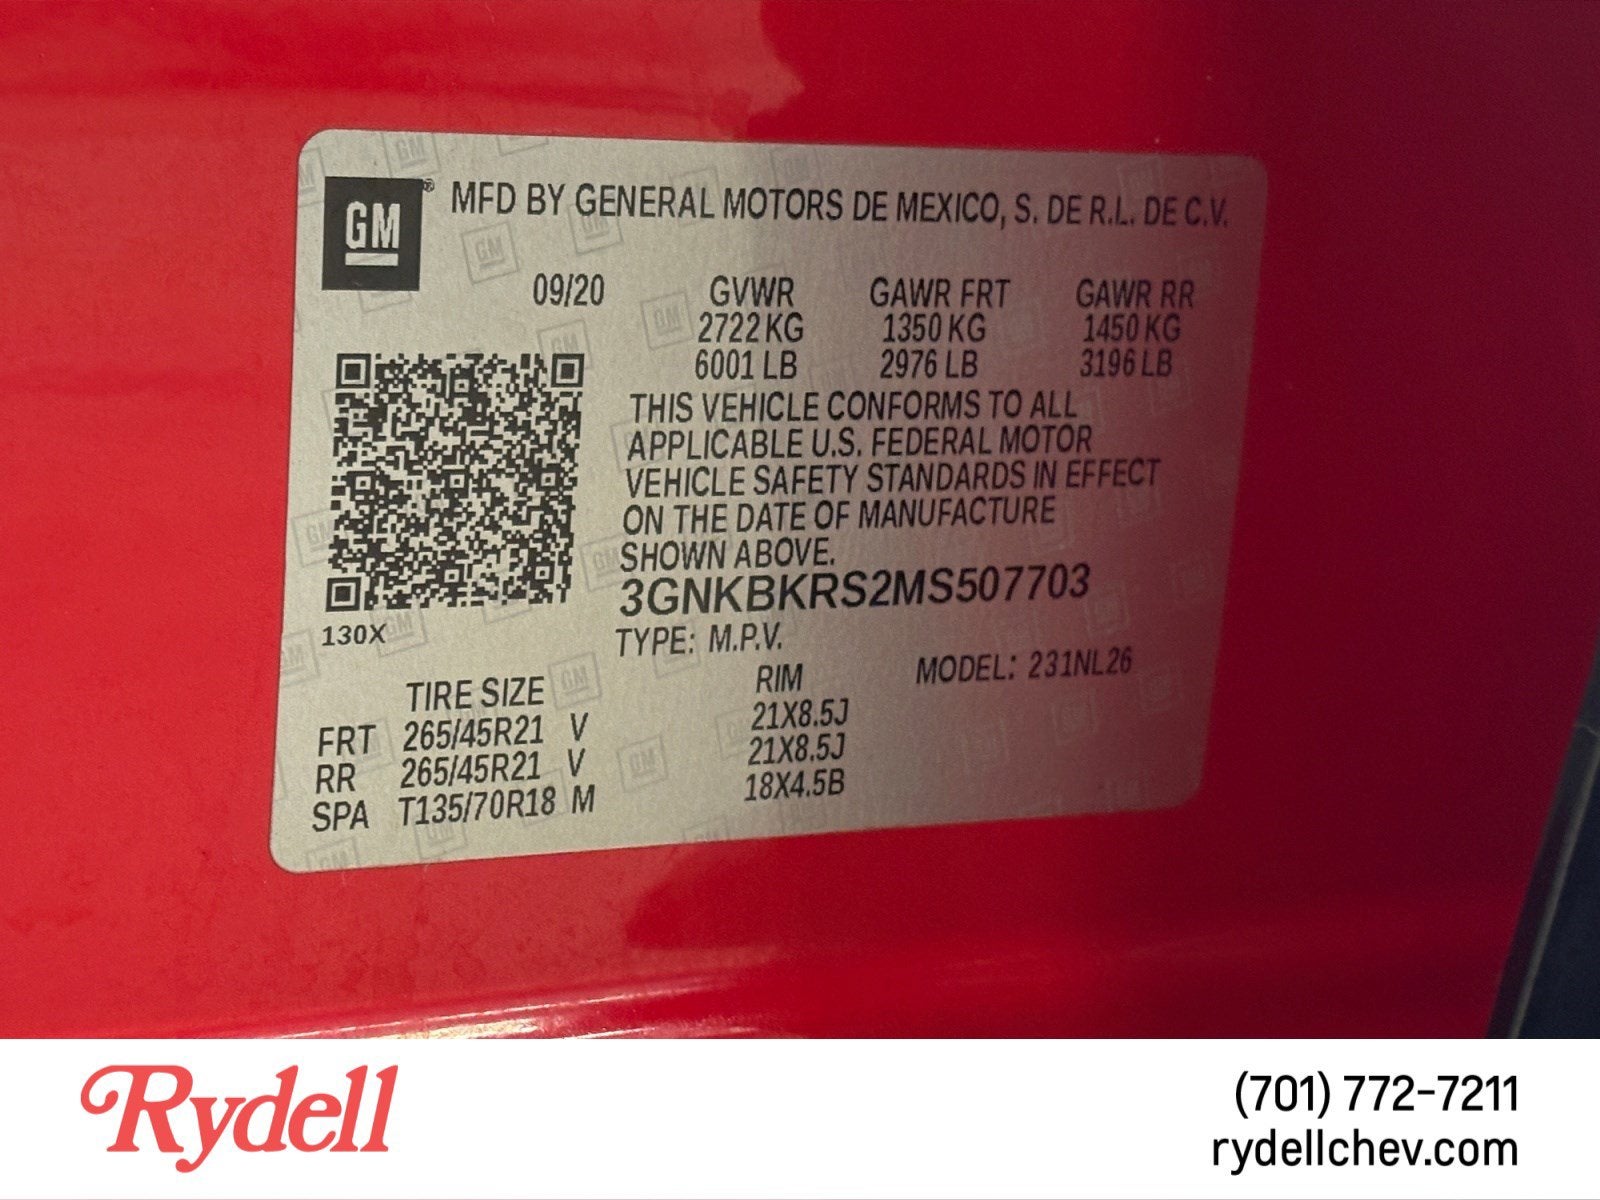 GM
® MFD BY GENERAL MOTORS DE MEXICO, S. DE R.L. DE C.V.
09/20 GVWR GAWR FRT GAWR RR
2722 KG 1350 KG 1450 KG
6001 LB 2976 LB 3196 LB
THIS VEHICLE CONFORMS TO ALL
APPLICABLE U.S. FEDERAL MOTOR
VEHICLE SAFETY STANDARDS IN EFFECT
ON THE DATE OF MANUFACTURE
SHOWN ABOVE.
3GNKBKRS2MS507703
130X
TYPE: M.P.V.
TIRE SIZE RIM MODEL: 231NL26
FRT 265/45R21 V 21X8.5J
RR 265/45R21 V 21X8.5J
SPA T135/70R18 M 18X4.5B
Rydell
(701) 772-7211
rydellchev.com